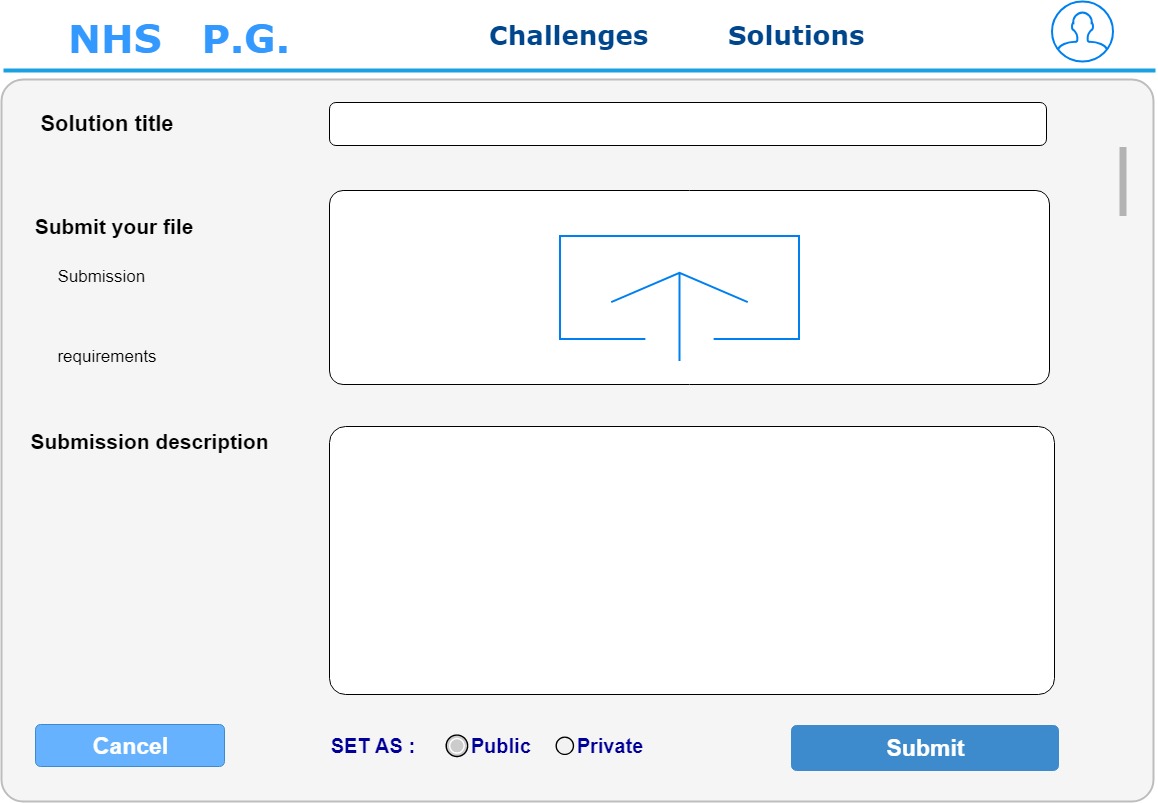 NHS P.G. Challenges Solutions
Solution title
Submit your file
Submission
requirements
Submission description
Cancel SET AS : Public Private Submit